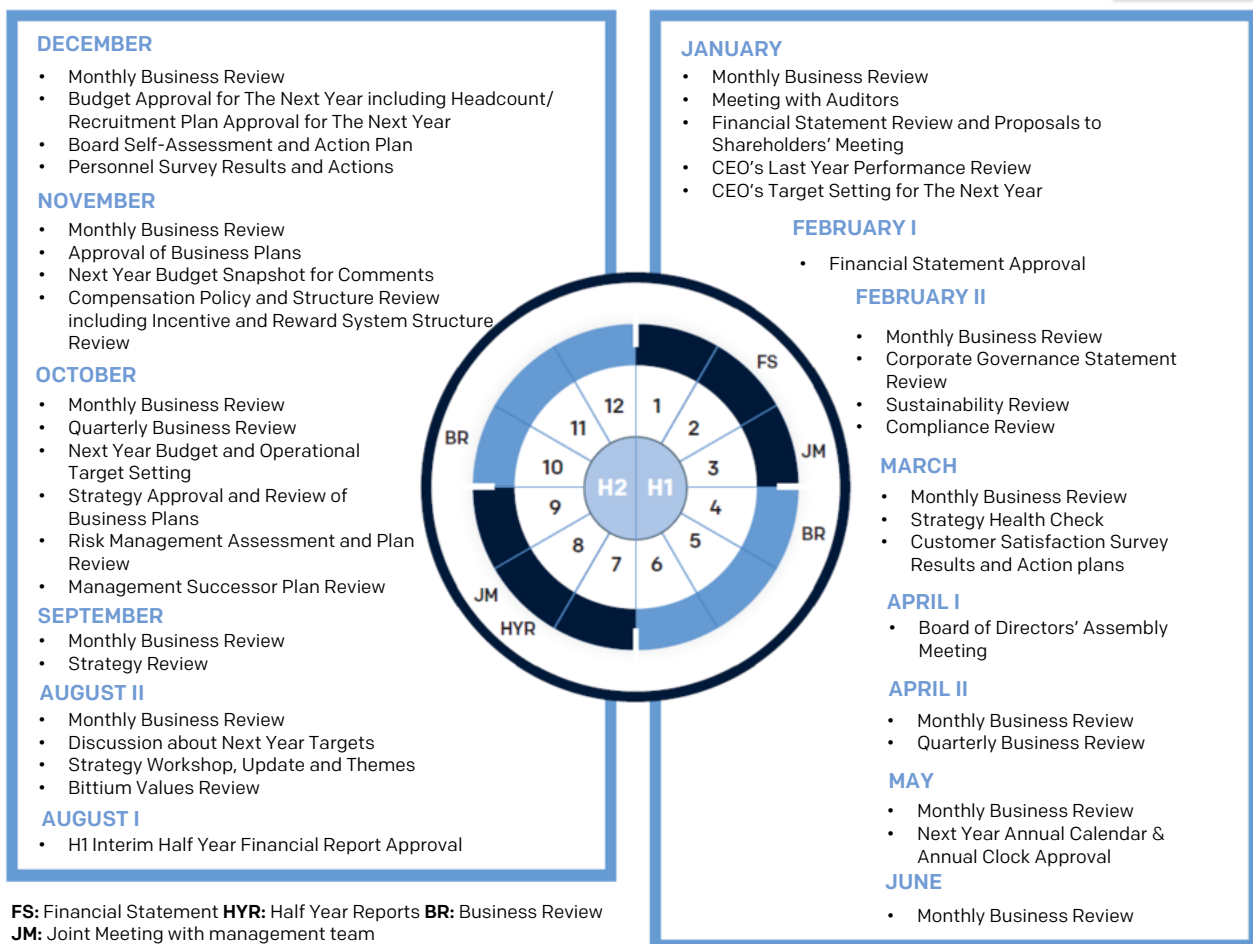 DECEMBER
• Monthly Business Review
• Budget Approval for The Next Year including Headcount/
Recruitment Plan Approval for The Next Year
• Board Self-Assessment and Action Plan
• Personnel Survey Results and Actions
NOVEMBER
• Monthly Business Review
• Approval of Business Plans
• Next Year Budget Snapshot for Comments
• Compensation Policy and Structure Review
including Incentive and Reward System Structure
Review
OCTOBER
• Monthly Business Review
• Quarterly Business Review
• Next Year Budget and Operational
Target Setting
• Strategy Approval and Review of
Business Plans
• Risk Management Assessment and Plan
Review
• Management Successor Plan Review
SEPTEMBER
• Monthly Business Review
• Strategy Review
AUGUST II
• Monthly Business Review
• Discussion about Next Year Targets
• Strategy Workshop, Update and Themes
• Bittium Values Review
AUGUST I
• H1 Interim Half Year Financial Report Approval
JANUARY
• Monthly Business Review
• Meeting with Auditors
• Financial Statement Review and Proposals to
Shareholders' Meeting
• CEO's Last Year Performance Review
• CEO's Target Setting for The Next Year
FEBRUARY I
• Financial Statement Approval
FEBRUARY II
• Monthly Business Review
• Corporate Governance Statement
Review
• Sustainability Review
• Compliance Review
MARCH
• Monthly Business Review
• Strategy Health Check
• Customer Satisfaction Survey
Results and Action plans
APRIL I
• Board of Directors' Assembly
Meeting
APRIL II
• Monthly Business Review
• Quarterly Business Review
MAY
• Monthly Business Review
• Next Year Annual Calendar &
Annual Clock Approval
JUNE
• Monthly Business Review
FS
JM
BR
HYR
JM
BR
12
1
2
3
4
5
6
7
8
9
10
11
H2
H1
FS: Financial Statement HYR: Half Year Reports BR: Business Review
JM: Joint Meeting with management team